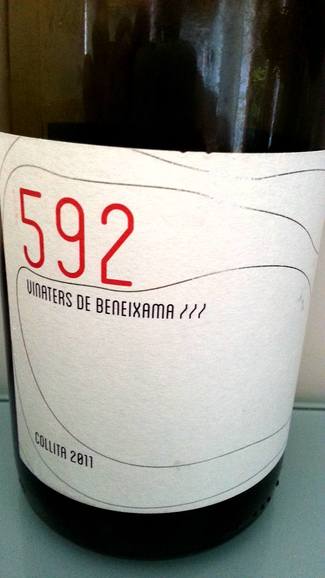 592
VINATERS DE BENEIXAMA ///
COLLITA 2011